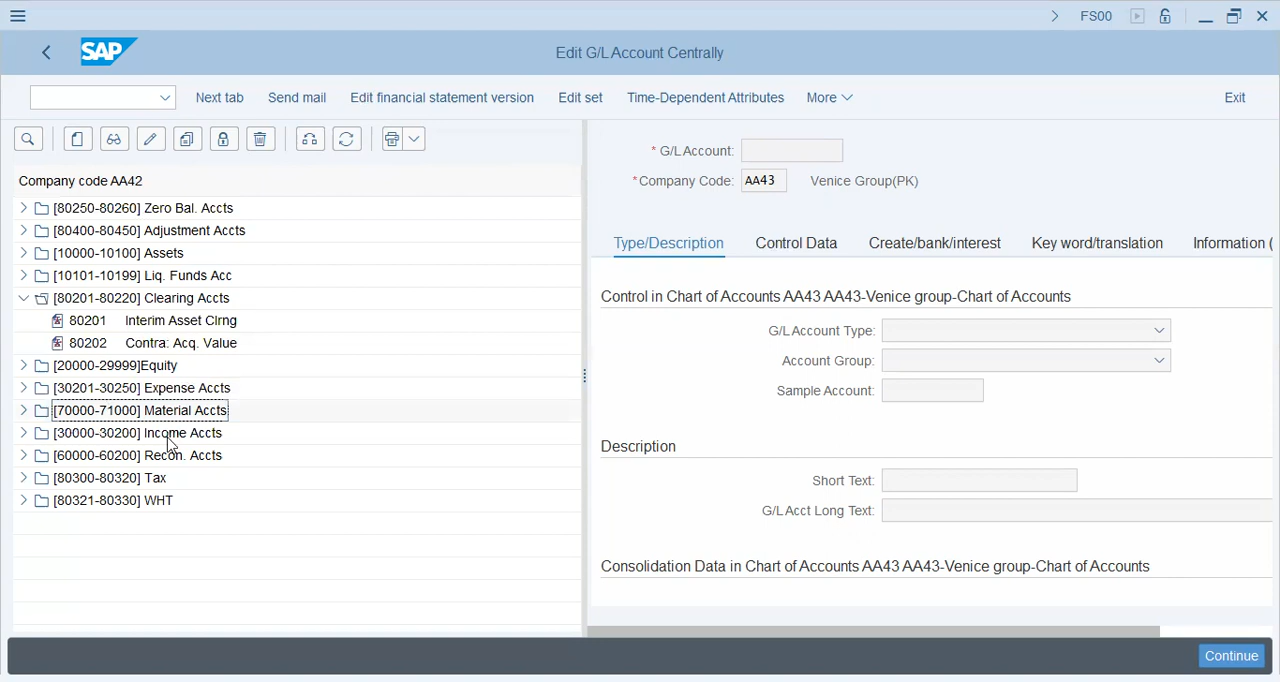 FS00
SAP
Edit G/L Account Centrally
Next tab Send mail Edit financial statement version Edit set Time-Dependent Attributes More Exit
Company code AA42
[80250-80260] Zero Bal. Accts
[80400-80450] Adjustment Accts
[10000-10100] Assets
[10101-10199] Liq. Funds Acc
[80201-80220] Clearing Accts
80201 Interim Asset Clrng
80202 Contra: Acq. Value
[20000-29999]Equity
[30201-30250] Expense Accts
[70000-71000] Material Accts
[30000-30200] Income Accts
[60000-60200] Recon. Accts
[80300-80320] Tax
[80321-80330] WHT
* G/L Account:
*Company Code: AA43 Venice Group(PK)
Type/Description Control Data Create/bank/interest Key word/translation Information (
Control in Chart of Accounts AA43 AA43-Venice group-Chart of Accounts
G/L Account Type:
Account Group:
Sample Account:
Description
Short Text:
G/L Acct Long Text:
Consolidation Data in Chart of Accounts AA43 AA43-Venice group-Chart of Accounts
Continue